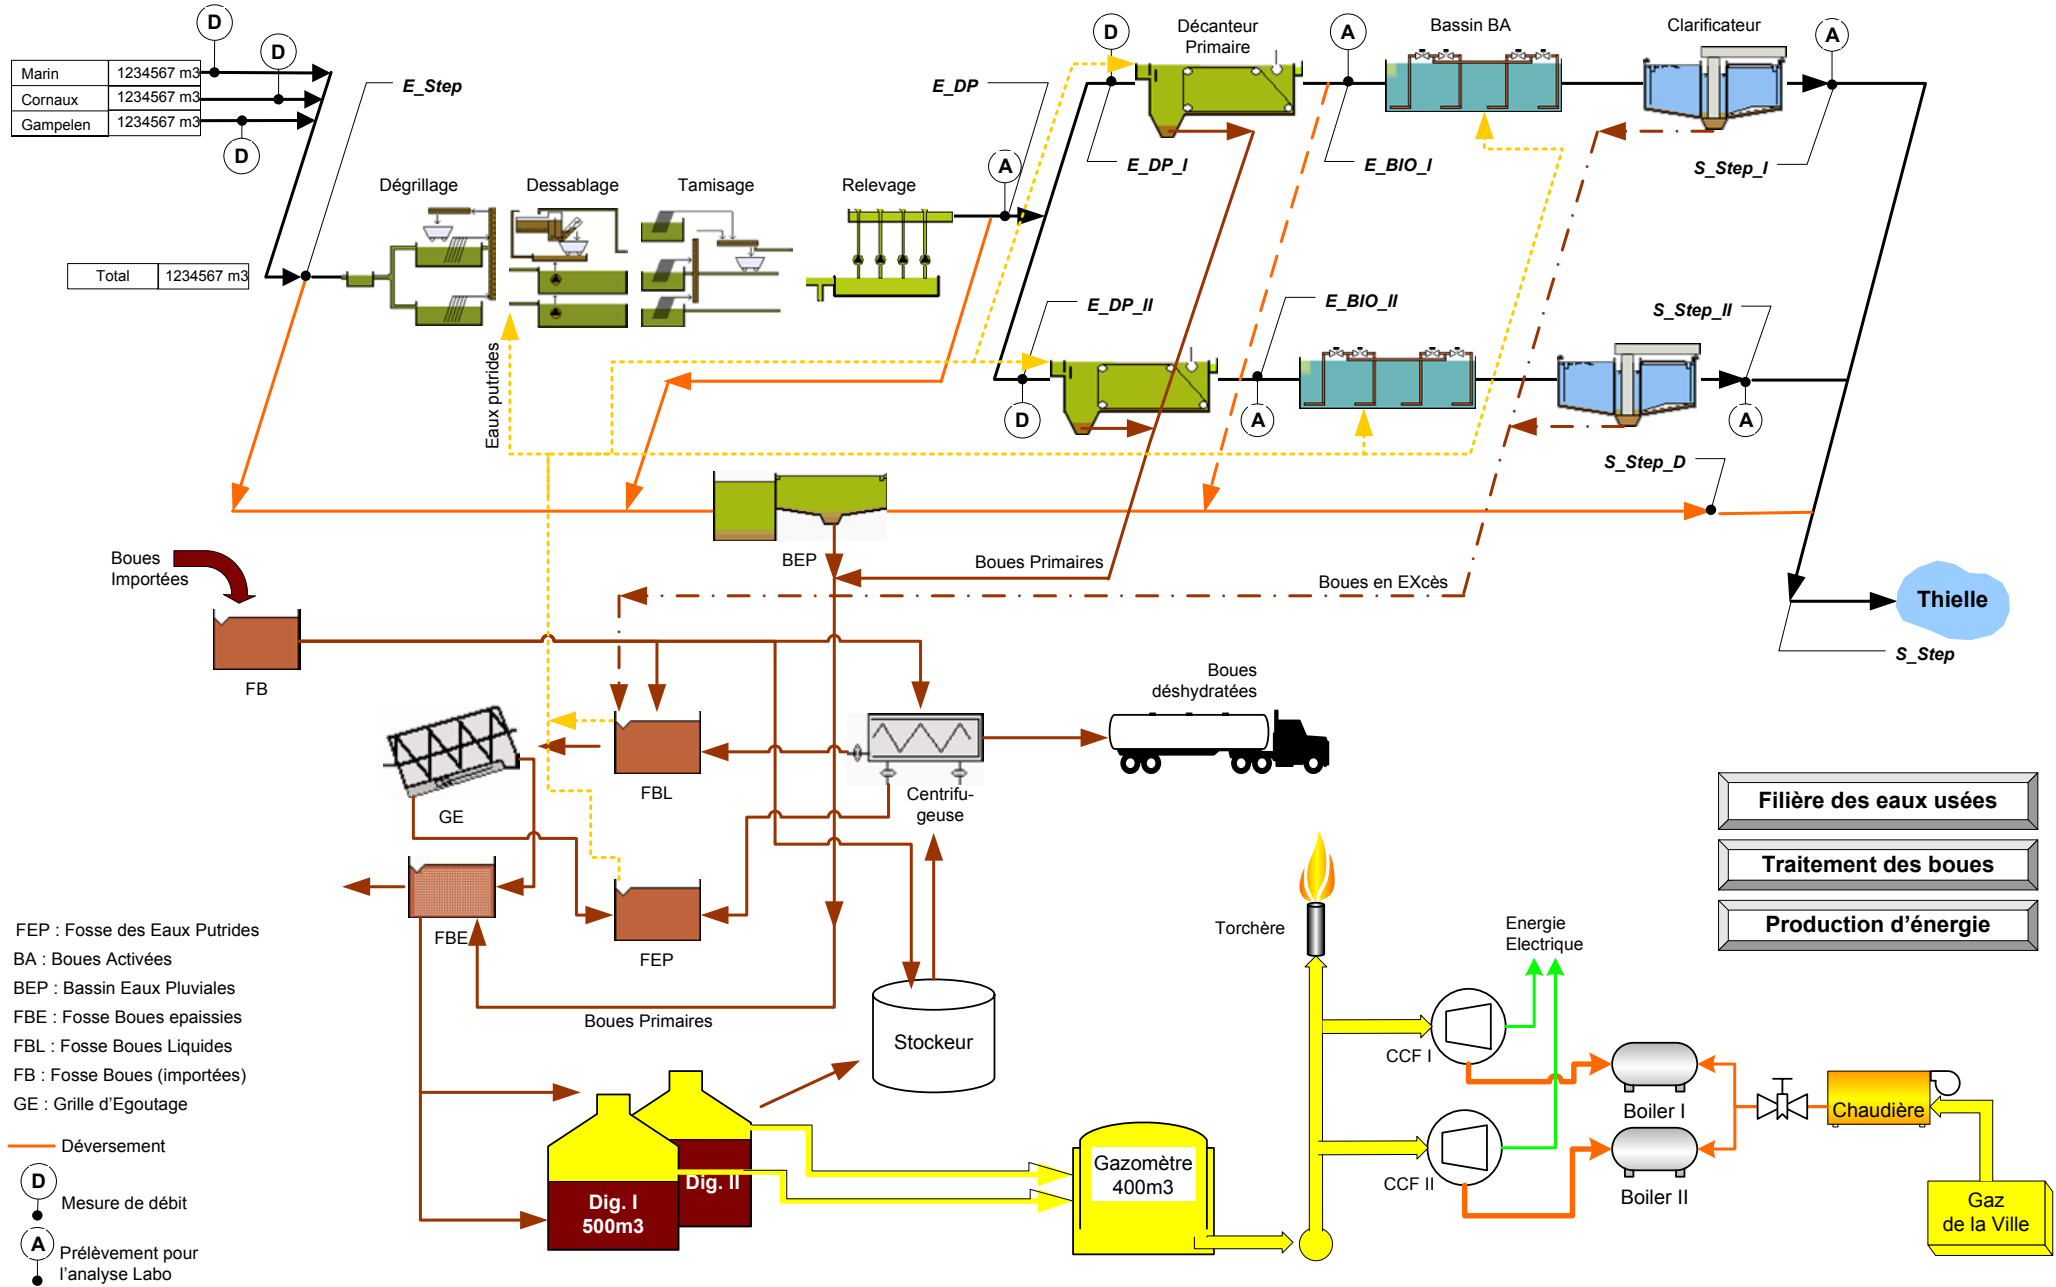 D
D
D
Marin 1234567 m3
Cornaux 1234567 m3
Gampelen 1234567 m3
Total 1234567 m3
E_Step
Dégrillage
Dessablage
Tamisage
Relevage
Eaux putrides
A
E_DP
D
E_DP_I
Décanteur
Primaire
A
E_BIO_I
Bassin BA
Clarificateur
A
S_Step_I
D
E_DP_II
A
E_BIO_II
A
S_Step_II
S_Step_D
BEP
Boues Primaires
Boues en EXcès
Thielle
S_Step
Boues
Importées
FB
GE
FBL
Centrifu-
geuse
Boues
déshydratées
FBE
FEP
Boues Primaires
Stockeur
Filière des eaux usées
Traitement des boues
Production d’énergie
FEP : Fosse des Eaux Putrides
BA : Boues Activées
BEP : Bassin Eaux Pluviales
FBE : Fosse Boues epaissies
FBL : Fosse Boues Liquides
FB : Fosse Boues (importées)
GE : Grille d’Egoutage
Déversement
D
Mesure de débit
A
Prélèvement pour
l’analyse Labo
Dig. I
500m3
Dig. II
Gazomètre
400m3
Torchère
Energie
Electrique
CCF I
CCF II
Boiler I
Boiler II
Chaudière
Gaz
de la Ville